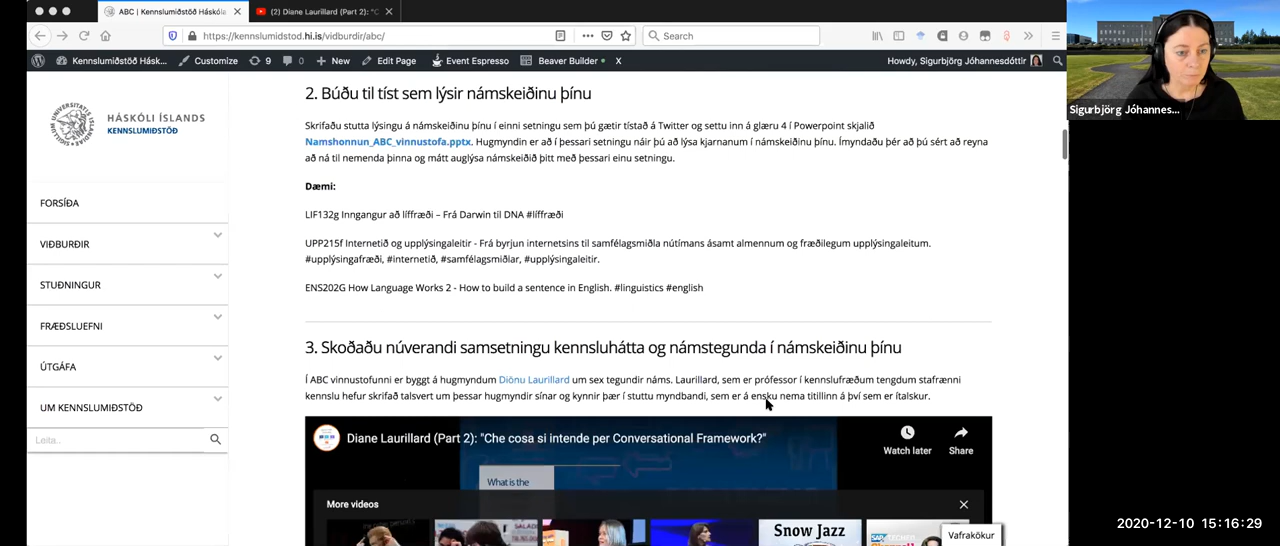 ABC | Kennslumiðstöð Háskóla
(2) Diane Laurillard (Part 2): "C
https://kennslumidstod.hi.is/vidburdir/abc/
Search
Kennslumiðstöð Hásk...
Customize
9
0
New
Edit Page
Event Espresso
Beaver Builder
Howdy, Sigurbjörg Jóhannesdóttir
Sigurbjörg Jóhannes...
HÁSKÓLI ÍSLANDS
KENNSLUMIÐSTÖÐ
FORSÍÐA
VIÐBURÐIR
STUÐNINGUR
FRÆÐSLUEFNI
ÚTGÁFA
UM KENNSLUMIÐSTÖÐ
Leita..
2. Búðu til tíst sem lýsir námskeiðinu þínu
Skrifaðu stutta lýsingu á námskeiðinu þínu í einni setningu sem þú gætir tístað á Twitter og settu inn á glæru 4 í Powerpoint skjalið
Namshonnun_ABC_vinnustofa.pptx. Hugmyndin er að í þessari setningu náir þú að lýsa kjarnanum í námskeiðinu þínu. Ímyndaðu þér að þú sért að reyna
að ná til nemenda þinna og mátt auglýsa námskeiðið þitt með þessari einu setningu.
Dæmi:
LIF132g Inngangur að líffræði – Frá Darwin til DNA #líffræði
UPP215f Internetið og upplýsingaleitir - Frá byrjun internetsins til samfélagsmiðla nútímans ásamt almennum og fræðilegum upplýsingaleitum.
#upplýsingafræði, #internetið, #samfélagsmiðlar, #upplýsingaleitir.
ENS202G How Language Works 2 - How to build a sentence in English. #linguistics #english
3. Skoðaðu núverandi samsetningu kennsluhátta og námstegunda í námskeiðinu þínu
Í ABC vinnustofunni er byggt á hugmyndum Diönu Laurillard um sex tegundir náms. Laurillard, sem er prófessor í kennslufræðum tengdum stafrænni
kennslu hefur skrifað talsvert um þessar hugmyndir sínar og kynnir þær í stuttu myndbandi, sem er á ensku nema titillinn á því sem er ítalskur.
Diane Laurillard (Part 2): "Che cosa si intende per Conversational Framework?"
Watch later
Share
What is the
More videos
Snow Jazz
Vafrakökur
2020-12-10 15:16:29